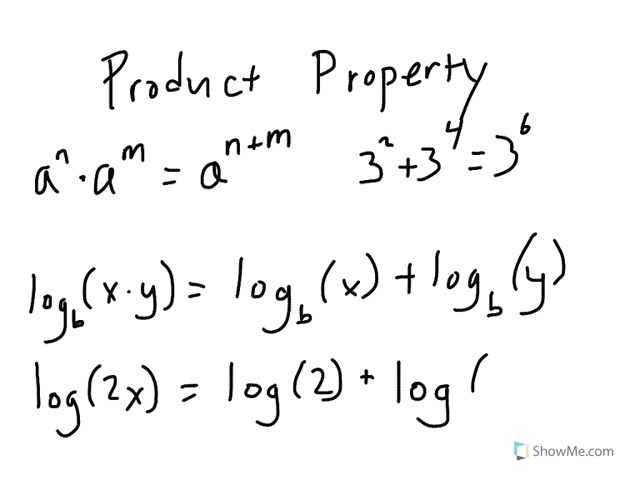 Product Property
aⁿ · aᵐ = aⁿ⁺ᵐ 3² + 3⁴ = 3⁶
log_b(x · y) = log_b(x) + log_b(y)
log(2x) = log(2) + log(
ShowMe.com